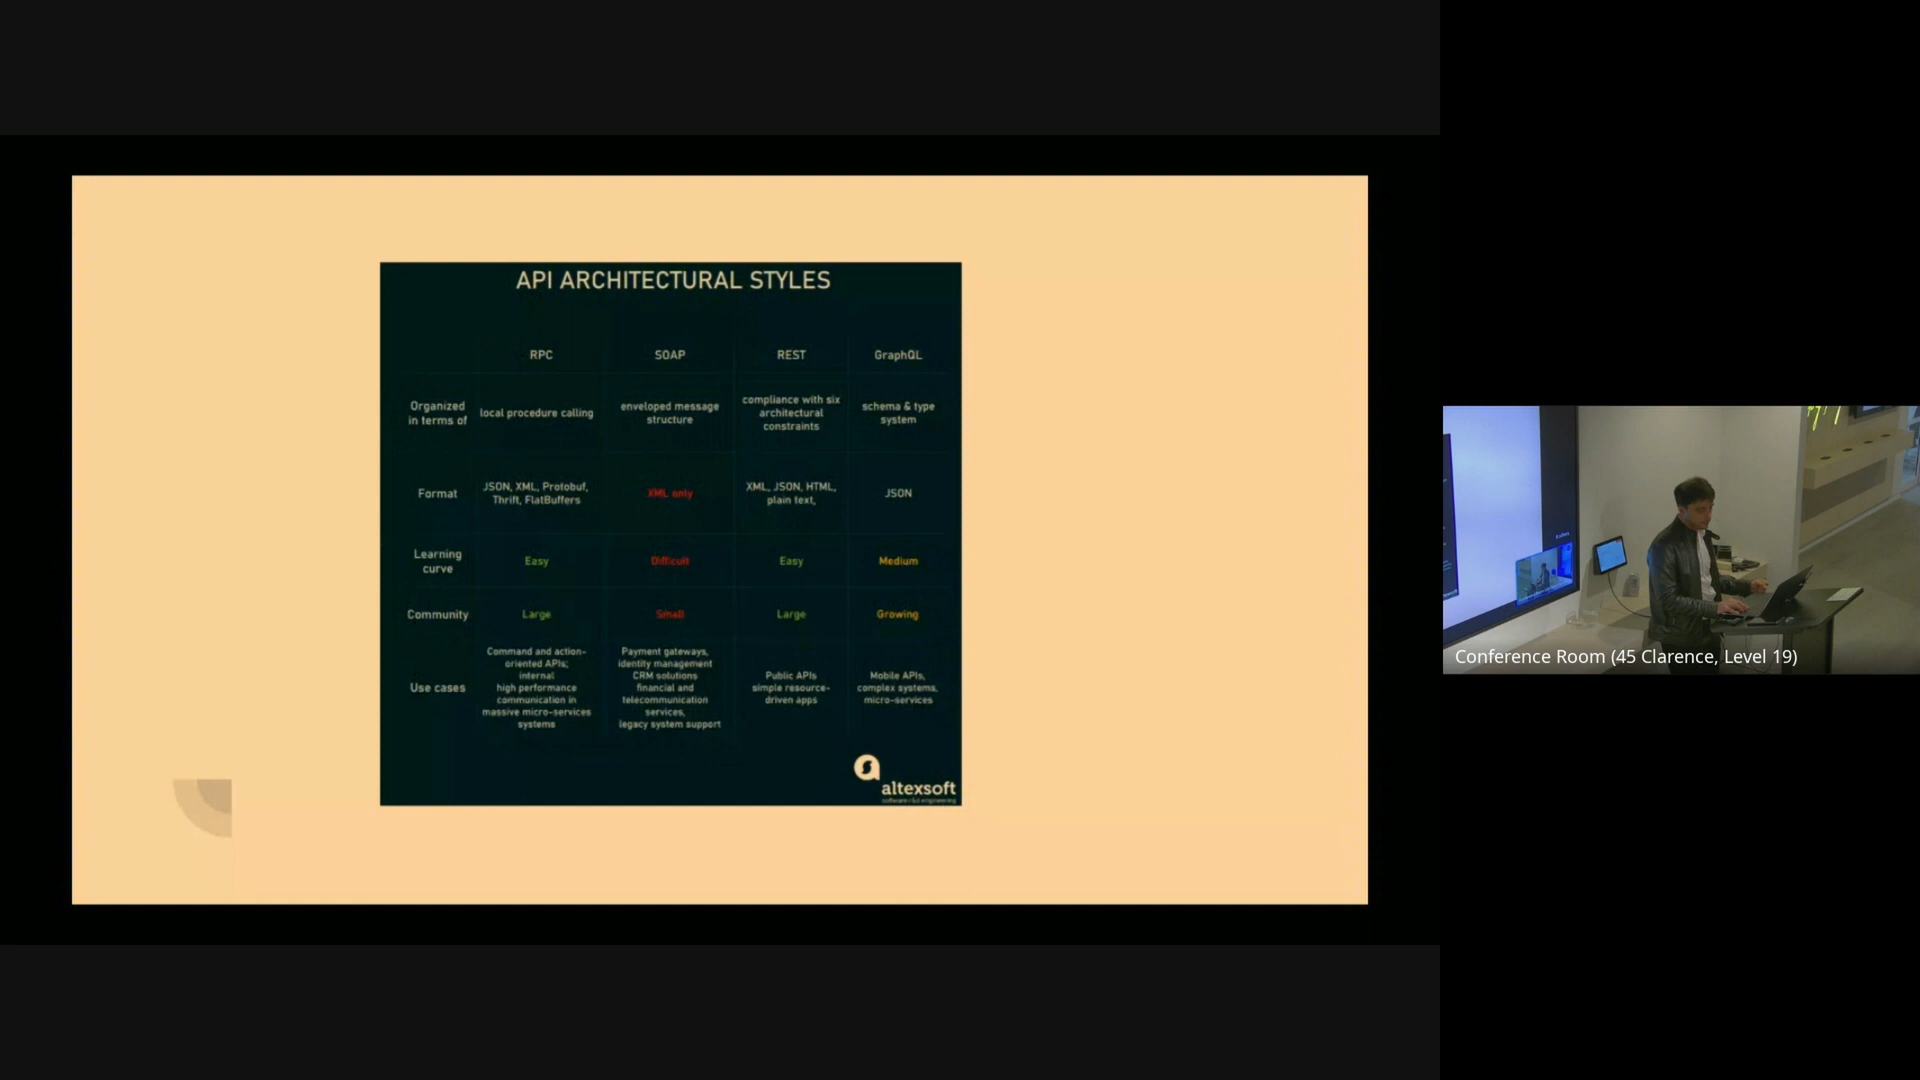 API ARCHITECTURAL STYLES
RPC SOAP REST GraphQL
Organized
in terms of
local procedure calling
enveloped message
structure
compliance with six
architectural
constraints
schema & type
system
Format
JSON, XML, Protobuf,
Thrift, FlatBuffers
XML only
XML, JSON, HTML,
plain text,
JSON
Learning
curve
Easy
Difficult
Easy
Medium
Community
Large
Small
Large
Growing
Use cases
Command and action-
oriented APIs;
internal
high performance
communication in
massive micro-services
systems
Payment gateways,
identity management
CRM solutions
financial and
telecommunication
services,
legacy system support
Public APIs
simple resource-
driven apps
Mobile APIs,
complex systems,
micro-services
altexsoft
software r&d engineering
Conference Room (45 Clarence, Level 19)